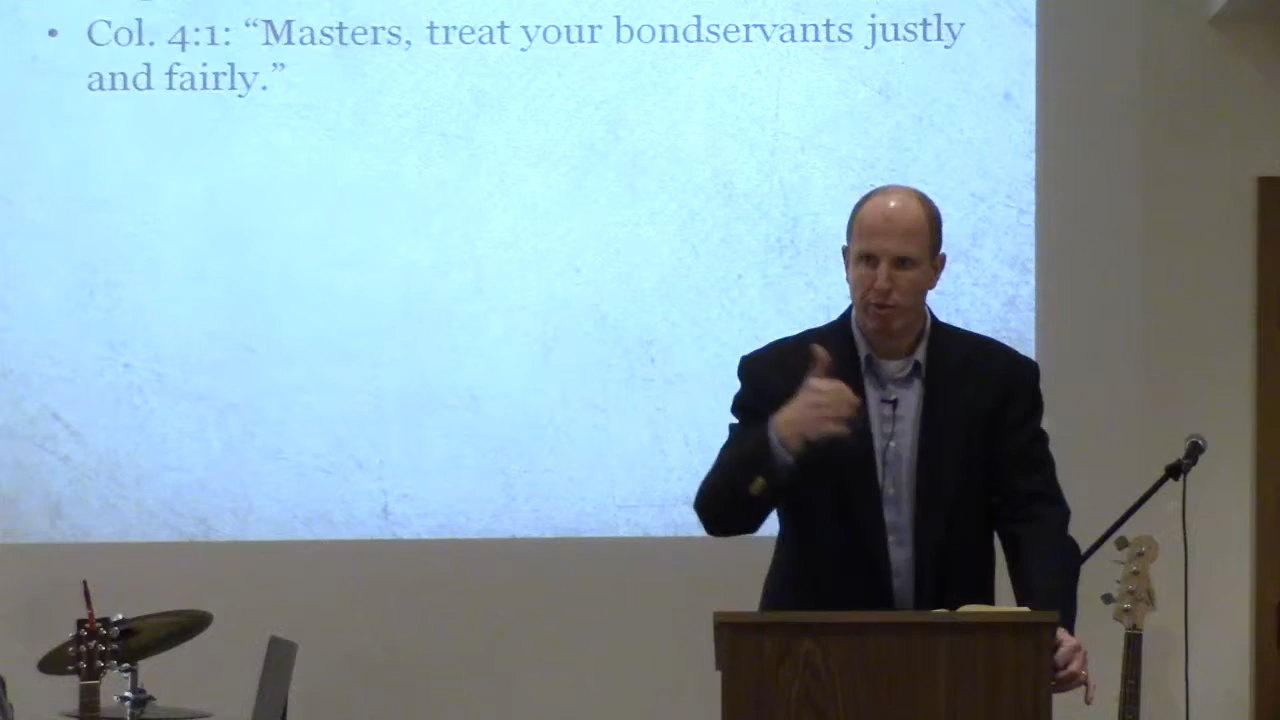 • Col. 4:1: “Masters, treat your bondservants justly
and fairly.”